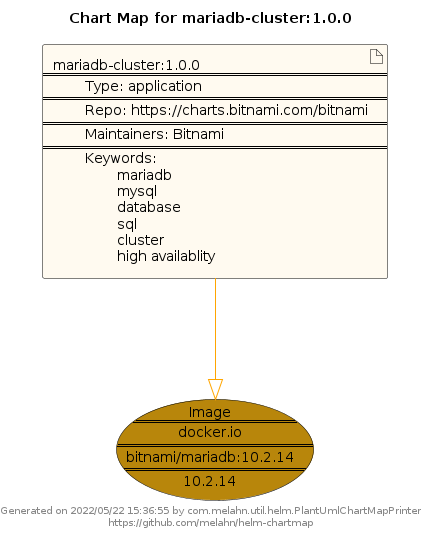 Chart Map for mariadb-cluster:1.0.0
mariadb-cluster:1.0.0
Type: application
Repo: https://charts.bitnami.com/bitnami
Maintainers: Bitnami
Keywords:
mariadb
mysql
database
sql
cluster
high availablity
Image
docker.io
bitnami/mariadb:10.2.14
10.2.14
Generated on 2022/05/22 15:36:55 by com.melahn.util.helm.PlantUmlChartMapPrinter
https://github.com/melahn/helm-chartmap